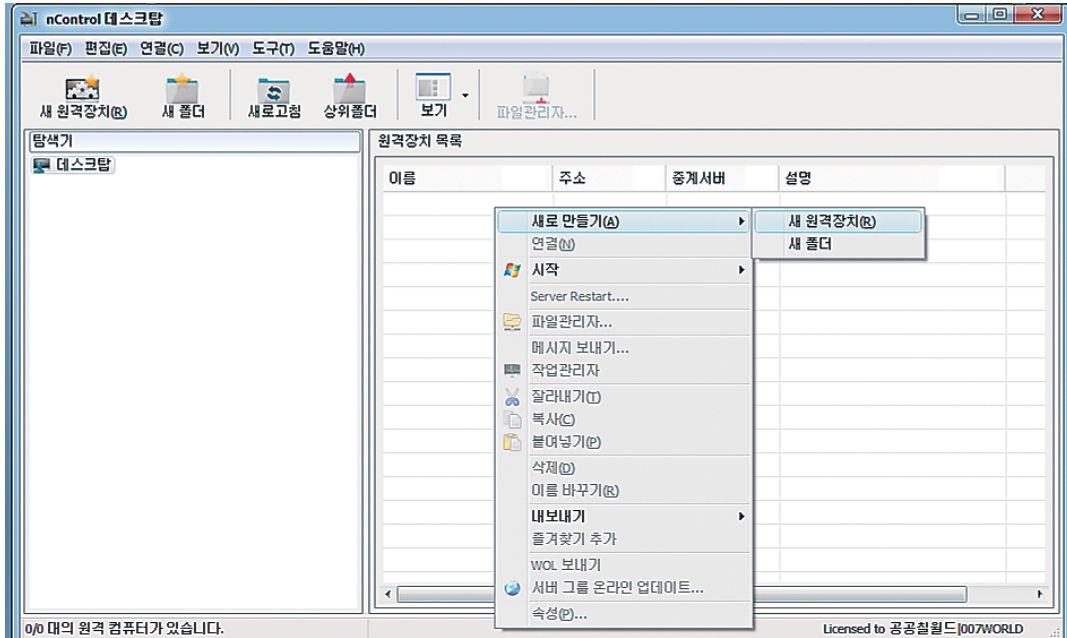 nControl 데스크탑
파일(F) 편집(E) 연결(C) 보기(V) 도구(T) 도움말(H)
새 원격장치(R) 새 폴더 새로고침 상위폴더 보기 파일관리자...
탐색기
데스크탑
원격장치 목록
이름 주소 중계서버 설명
새로 만들기(A)
연결(N)
시작
Server Restart....
파일관리자...
메시지 보내기...
작업관리자
잘라내기(T)
복사(C)
붙여넣기(P)
삭제(D)
이름 바꾸기(R)
내보내기
즐겨찾기 추가
WOL 보내기
서버 그룹 온라인 업데이트...
속성(P)...
새 원격장치(R)
새 폴더
0/0 대의 원격 컴퓨터가 있습니다.
Licensed to 공공칠월드|007WORLD